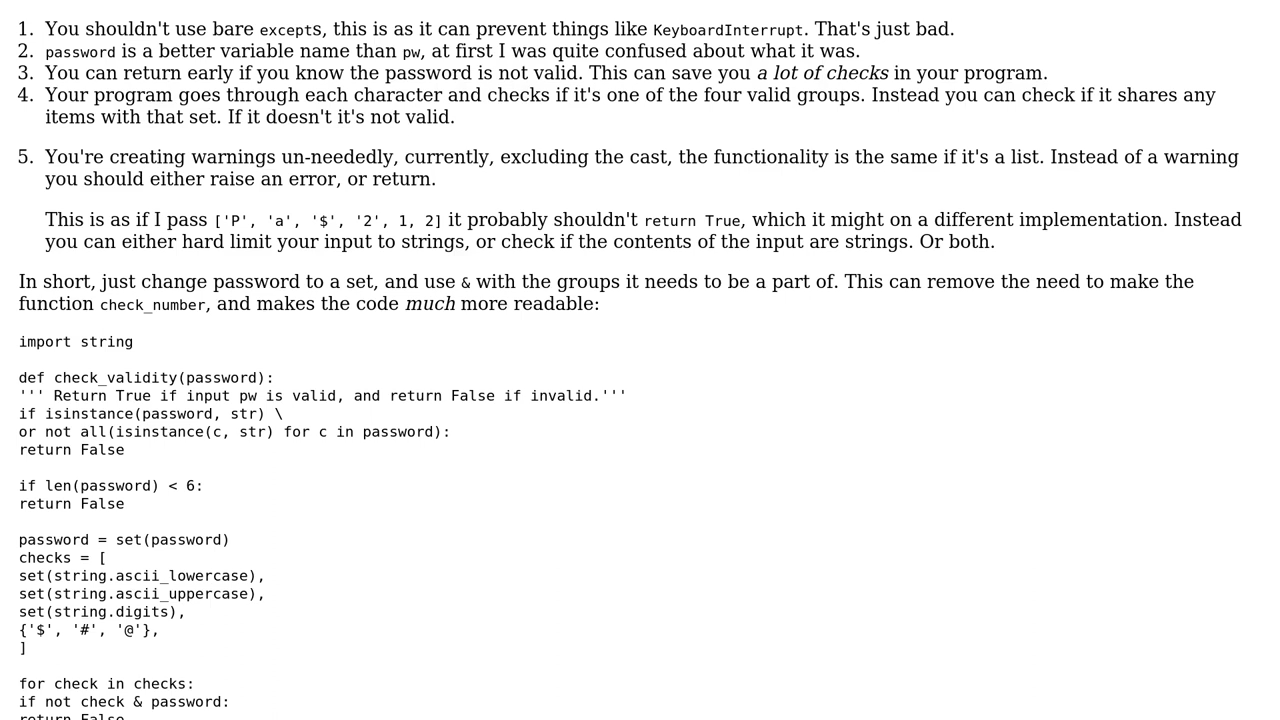 1. You shouldn't use bare excepts, this is as it can prevent things like KeyboardInterrupt. That's just bad.
2. password is a better variable name than pw, at first I was quite confused about what it was.
3. You can return early if you know the password is not valid. This can save you a lot of checks in your program.
4. Your program goes through each character and checks if it's one of the four valid groups. Instead you can check if it shares any
items with that set. If it doesn't it's not valid.
5. You're creating warnings un-neededly, currently, excluding the cast, the functionality is the same if it's a list. Instead of a warning
you should either raise an error, or return.
This is as if I pass ['P', 'a', '$', '2', 1, 2] it probably shouldn't return True, which it might on a different implementation. Instead
you can either hard limit your input to strings, or check if the contents of the input are strings. Or both.
In short, just change password to a set, and use & with the groups it needs to be a part of. This can remove the need to make the
function check_number, and makes the code much more readable:
import string
def check_validity(password):
''' Return True if input pw is valid, and return False if invalid.'''
if isinstance(password, str) \
or not all(isinstance(c, str) for c in password):
return False
if len(password) < 6:
return False
password = set(password)
checks = [
set(string.ascii_lowercase),
set(string.ascii_uppercase),
set(string.digits),
{'$', '#', '@'},
]
for check in checks:
if not check & password:
return False